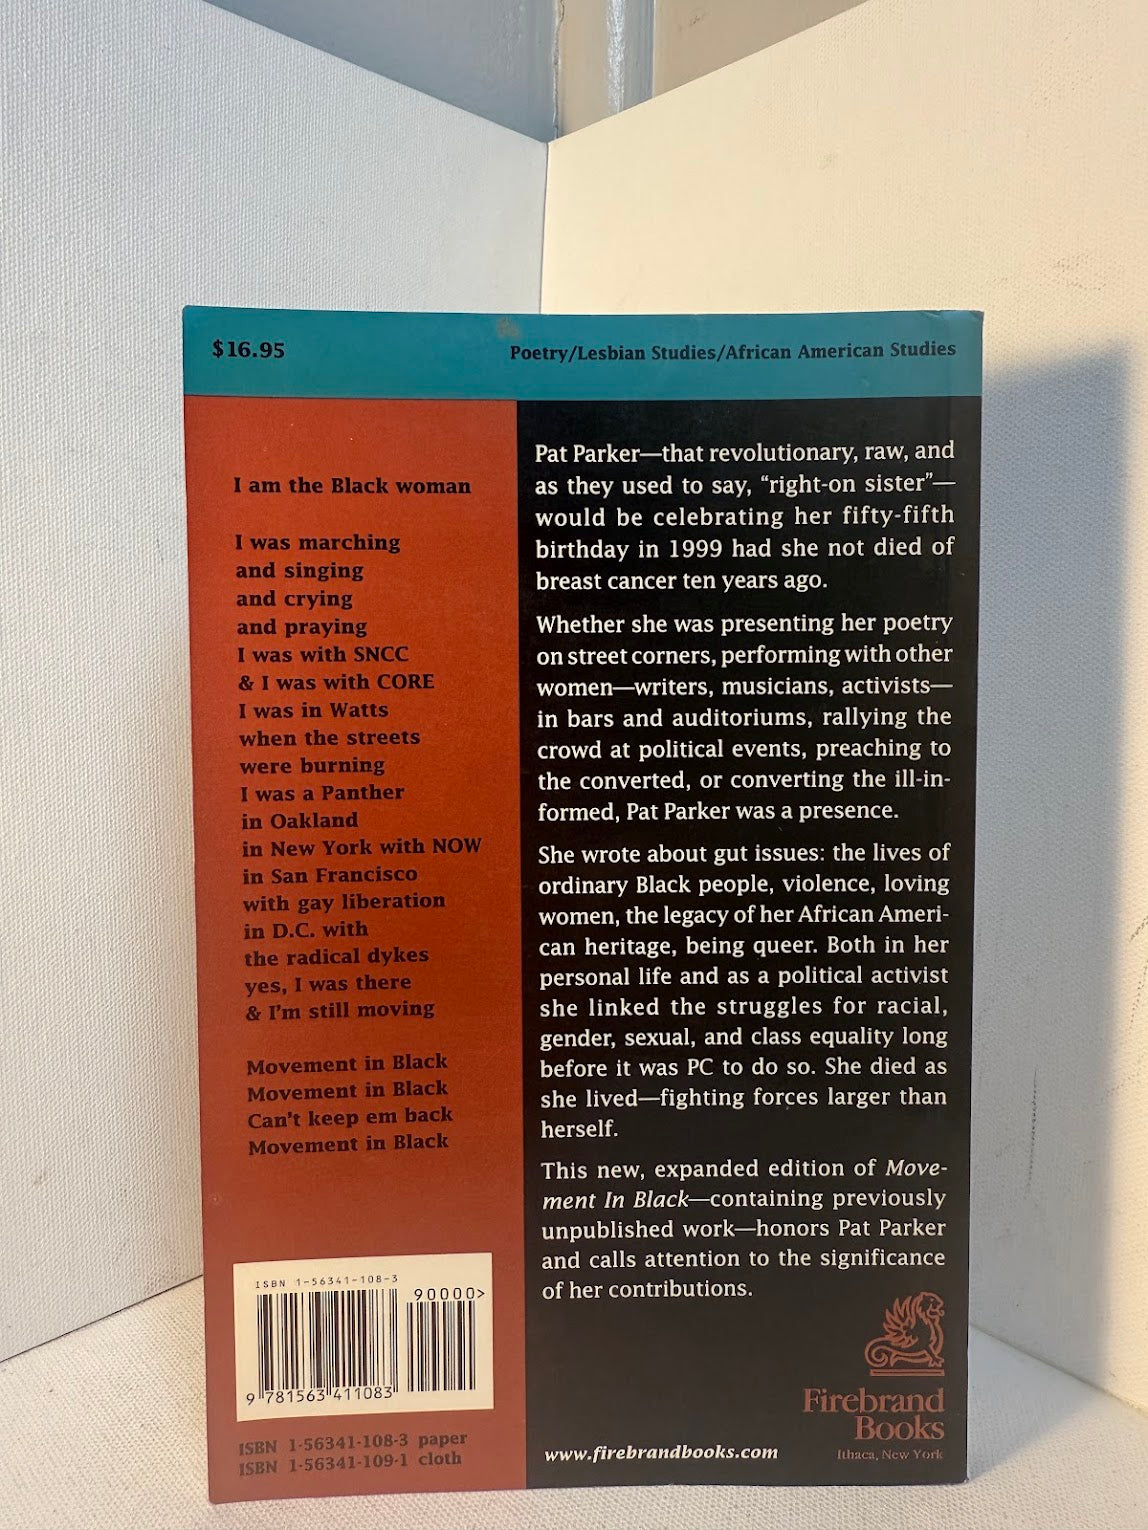 $16.95
Poetry/Lesbian Studies/African American Studies
I am the Black woman
I was marching
and singing
and crying
and praying
I was with SNCC
& I was with CORE
I was in Watts
when the streets
were burning
I was a Panther
in Oakland
in New York with NOW
in San Francisco
with gay liberation
in D.C. with
the radical dykes
yes, I was there
& I'm still moving
Movement in Black
Movement in Black
Can't keep em back
Movement in Black
ISBN 1-56341-108-3
90000>
9 781563 411083
ISBN 1-56341-108-3 paper
ISBN 1-56341-109-1 cloth
Pat Parker—that revolutionary, raw, and
as they used to say, “right-on sister”—
would be celebrating her fifty-fifth
birthday in 1999 had she not died of
breast cancer ten years ago.
Whether she was presenting her poetry
on street corners, performing with other
women—writers, musicians, activists—
in bars and auditoriums, rallying the
crowd at political events, preaching to
the converted, or converting the ill-in-
formed, Pat Parker was a presence.
She wrote about gut issues: the lives of
ordinary Black people, violence, loving
women, the legacy of her African Ameri-
can heritage, being queer. Both in her
personal life and as a political activist
she linked the struggles for racial,
gender, sexual, and class equality long
before it was PC to do so. She died as
she lived—fighting forces larger than
herself.
This new, expanded edition of Move-
ment In Black—containing previously
unpublished work—honors Pat Parker
and calls attention to the significance
of her contributions.
Firebrand
Books
Ithaca, New York
www.firebrandbooks.com